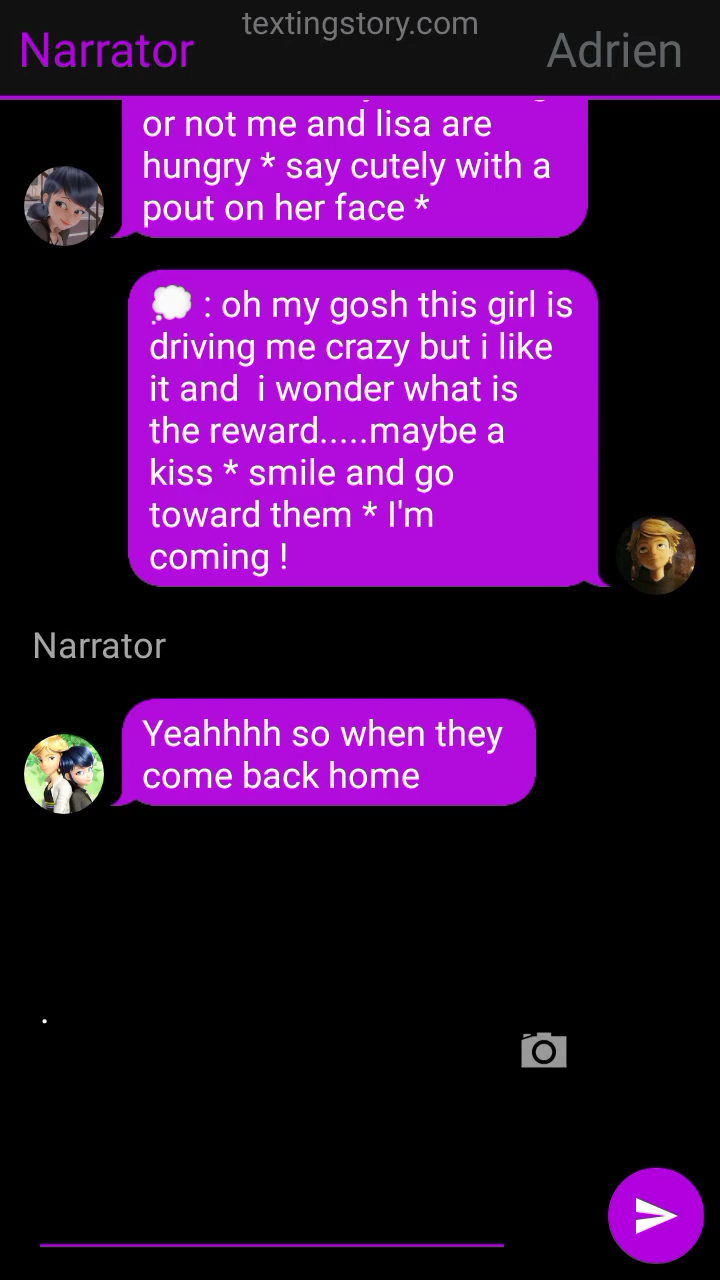 textingstory.com
Narrator
Adrien
or not me and lisa are
hungry * say cutely with a
pout on her face *
💭 : oh my gosh this girl is
driving me crazy but i like
it and  i wonder what is
the reward.....maybe a
kiss * smile and go
toward them * I'm
coming !
Narrator
Yeahhhh so when they
come back home
.